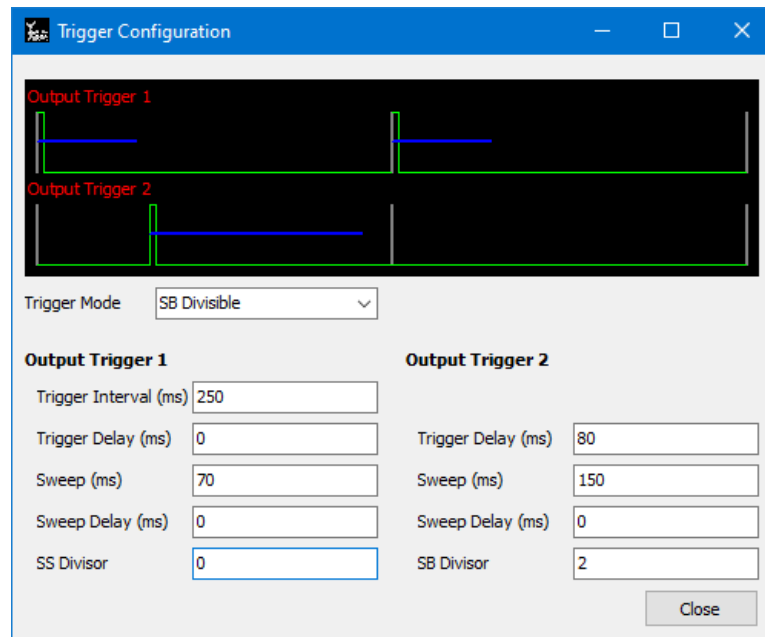 Trigger Configuration
Output Trigger 1
Output Trigger 2
Trigger Mode SB Divisible
Output Trigger 1 Output Trigger 2
Trigger Interval (ms) 250
Trigger Delay (ms) 0 Trigger Delay (ms) 80
Sweep (ms) 70 Sweep (ms) 150
Sweep Delay (ms) 0 Sweep Delay (ms) 0
SS Divisor 0 SB Divisor 2
Close